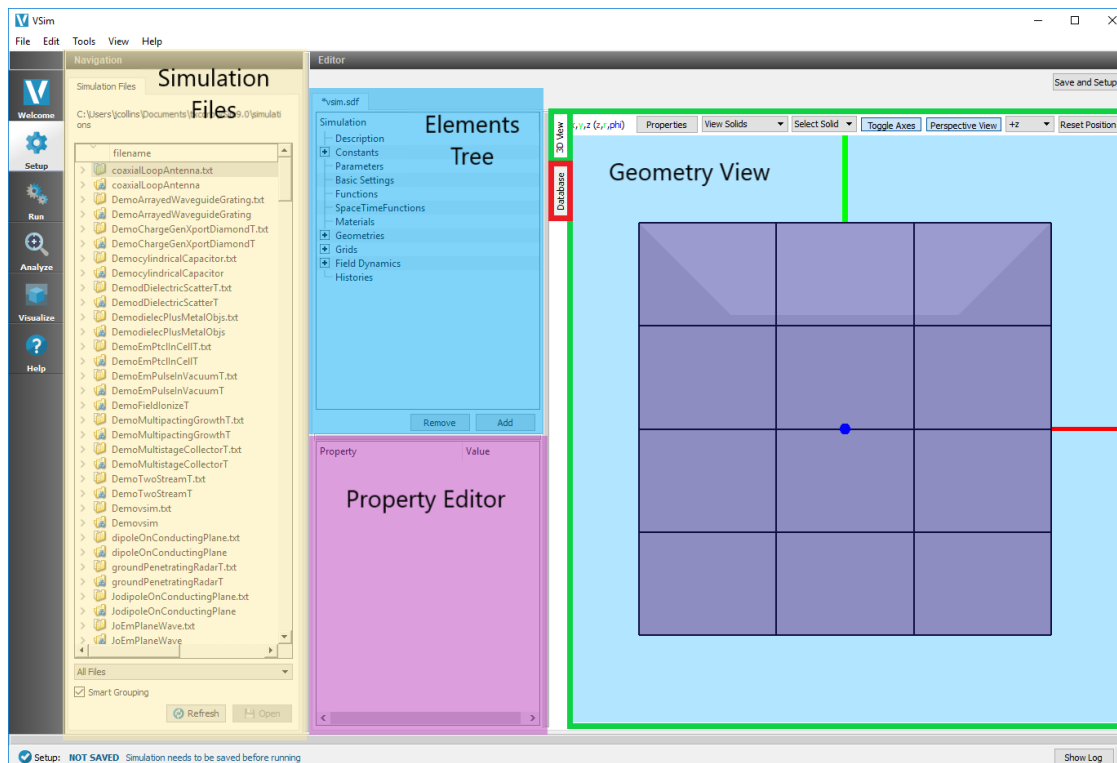 VSim
File Edit Tools View Help
Navigation
Editor
Simulation Files
Simulation
Files
Save and Setup
Welcome
Setup
Run
Analyze
Visualize
Help
ons
filename
coaxialLoopAntenna.txt
coaxialLoopAntenna
DemoArrayedWaveguideGrating.txt
DemoArrayedWaveguideGrating
DemoChargeGenXportDiamondT.txt
DemoChargeGenXportDiamondT
DemocylindricalCapacitor.txt
DemocylindricalCapacitor
DemodDielectricScatterT.txt
DemodDielectricScatterT
DemodielecPlusMetalObjs.txt
DemodielecPlusMetalObjs
DemoEmPtclInCellT.txt
DemoEmPtclInCellT
DemoEmPulseInVacuumT.txt
DemoEmPulseInVacuumT
DemoFieldIonizeT
DemoMultipactingGrowthT.txt
DemoMultipactingGrowthT
DemoMultistageCollectorT.txt
DemoMultistageCollectorT
DemoTwoStreamT.txt
DemoTwoStreamT
Demovsim.txt
Demovsim
dipoleOnConductingPlane.txt
dipoleOnConductingPlane
groundPenetratingRadarT.txt
groundPenetratingRadarT
JodipoleOnConductingPlane.txt
JodipoleOnConductingPlane
JoEmPlaneWave.txt
JoEmPlaneWave
All Files
Smart Grouping
Refresh Open
*vsim.sdf
Elements
Tree
Simulation
Description
Constants
Parameters
Basic Settings
Functions
SpaceTimeFunctions
Materials
Geometries
Grids
Field Dynamics
Histories
Remove Add
Property Value
Property Editor
3D View
Database
,y,z (z,r,phi) Properties View Solids Select Solid Toggle Axes Perspective View +z Reset Position
Geometry View
Setup: NOT SAVED Simulation needs to be saved before running
Show Log